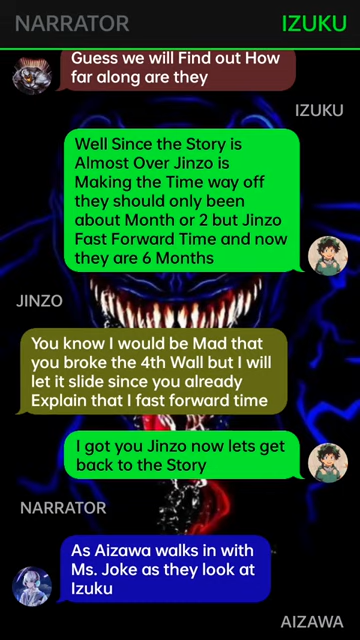 NARRATOR IZUKU
Guess we will Find out How
far along are they
IZUKU
Well Since the Story is
Almost Over Jinzo is
Making the Time way off
they should only been
about Month or 2 but Jinzo
Fast Forward Time and now
they are 6 Months
JINZO
You know I would be Mad that
you broke the 4th Wall but I will
let it slide since you already
Explain that I fast forward time
I got you Jinzo now lets get
back to the Story
NARRATOR
As Aizawa walks in with
Ms. Joke as they look at
Izuku
AIZAWA